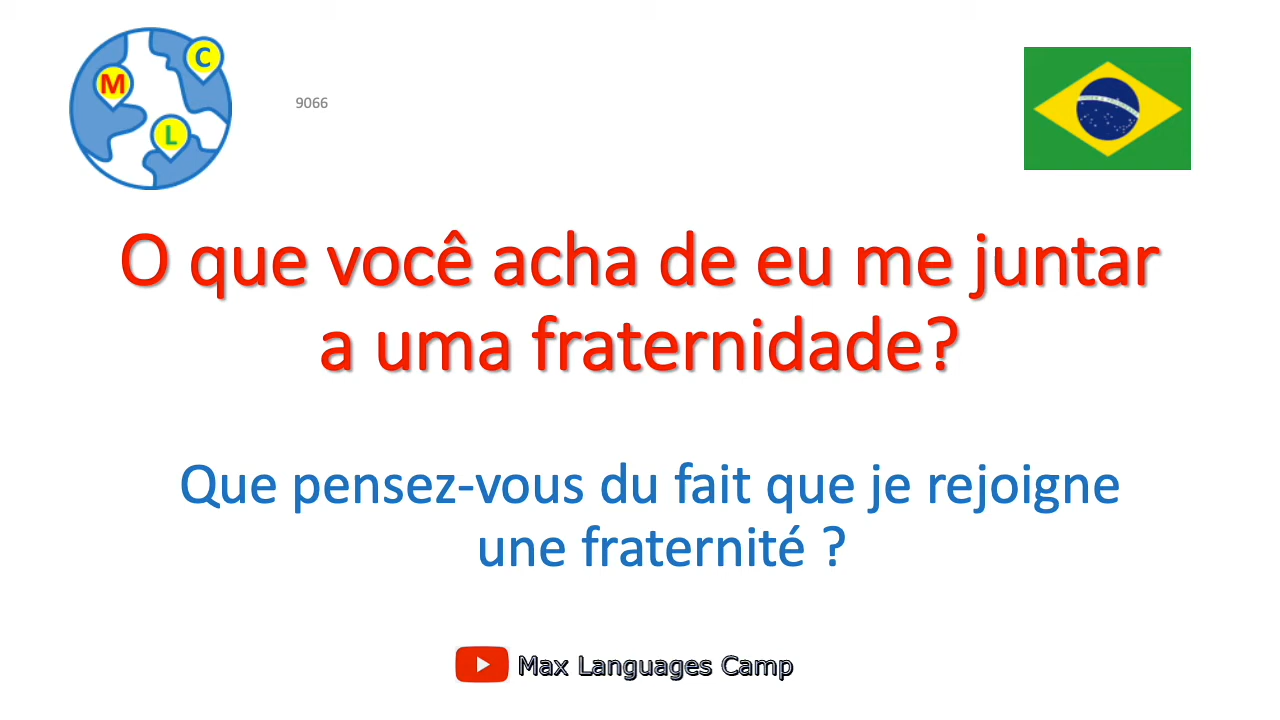 M
C
L
9066
O que você acha de eu me juntar
a uma fraternidade?
Que pensez-vous du fait que je rejoigne
une fraternité ?
Max Languages Camp